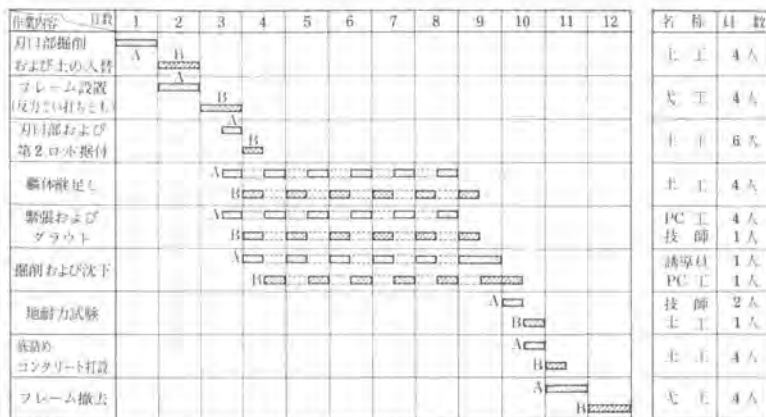 作業内容 日数 1 2 3 4 5 6 7 8 9 10 11 12 名称 員数
刃口部掘削
および土の入替 A B 土工 4人
フレーム設置 A
(反力ぐい打ちとも) B 弋工 4人
刃口部および A
第2.ロット据付 B 土工 6人
軀体継足し A B 土工 4人
緊張および A PC工 4人
グラウト B 技師 1人
掘削および沈下 A 誘導員 1人
B PC工 1人
地耐力試験 A 技師 2人
B 土工 1人
底詰め A
コンクリート打設 B 土工 4人
フレーム撤去 A B 弋工 4人